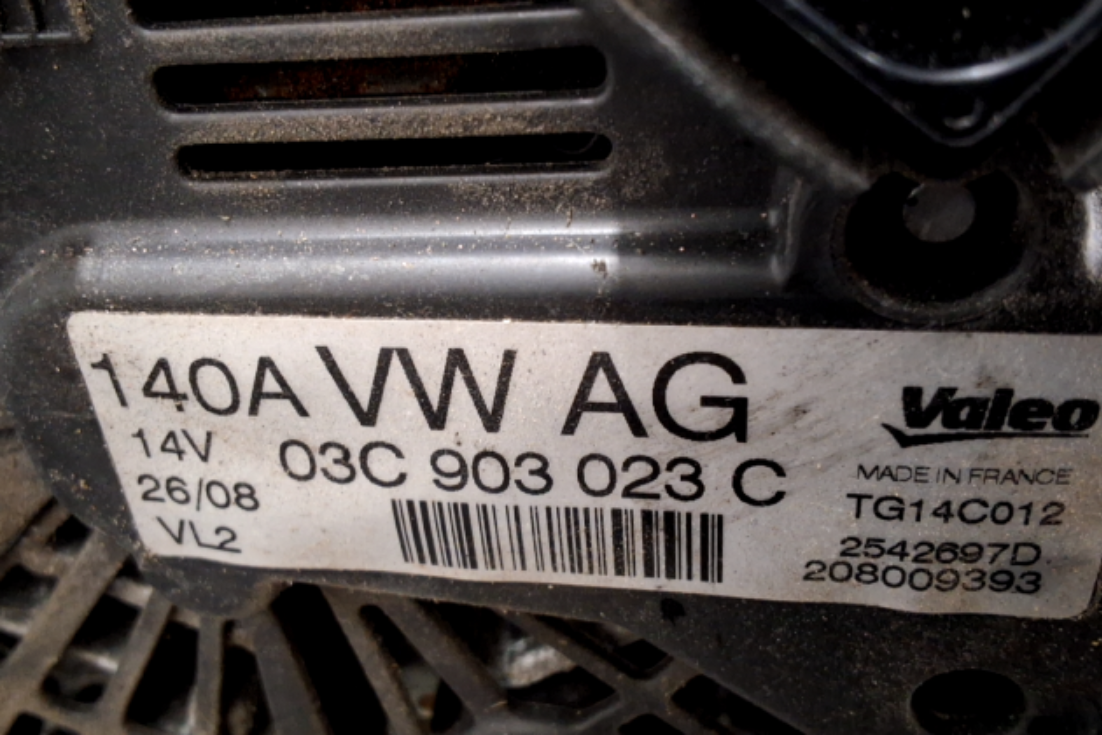 140A VW AG
14V 03C 903 023 C
26/08
VL2
Valeo
MADE IN FRANCE
TG14C012
2542697D
208009393